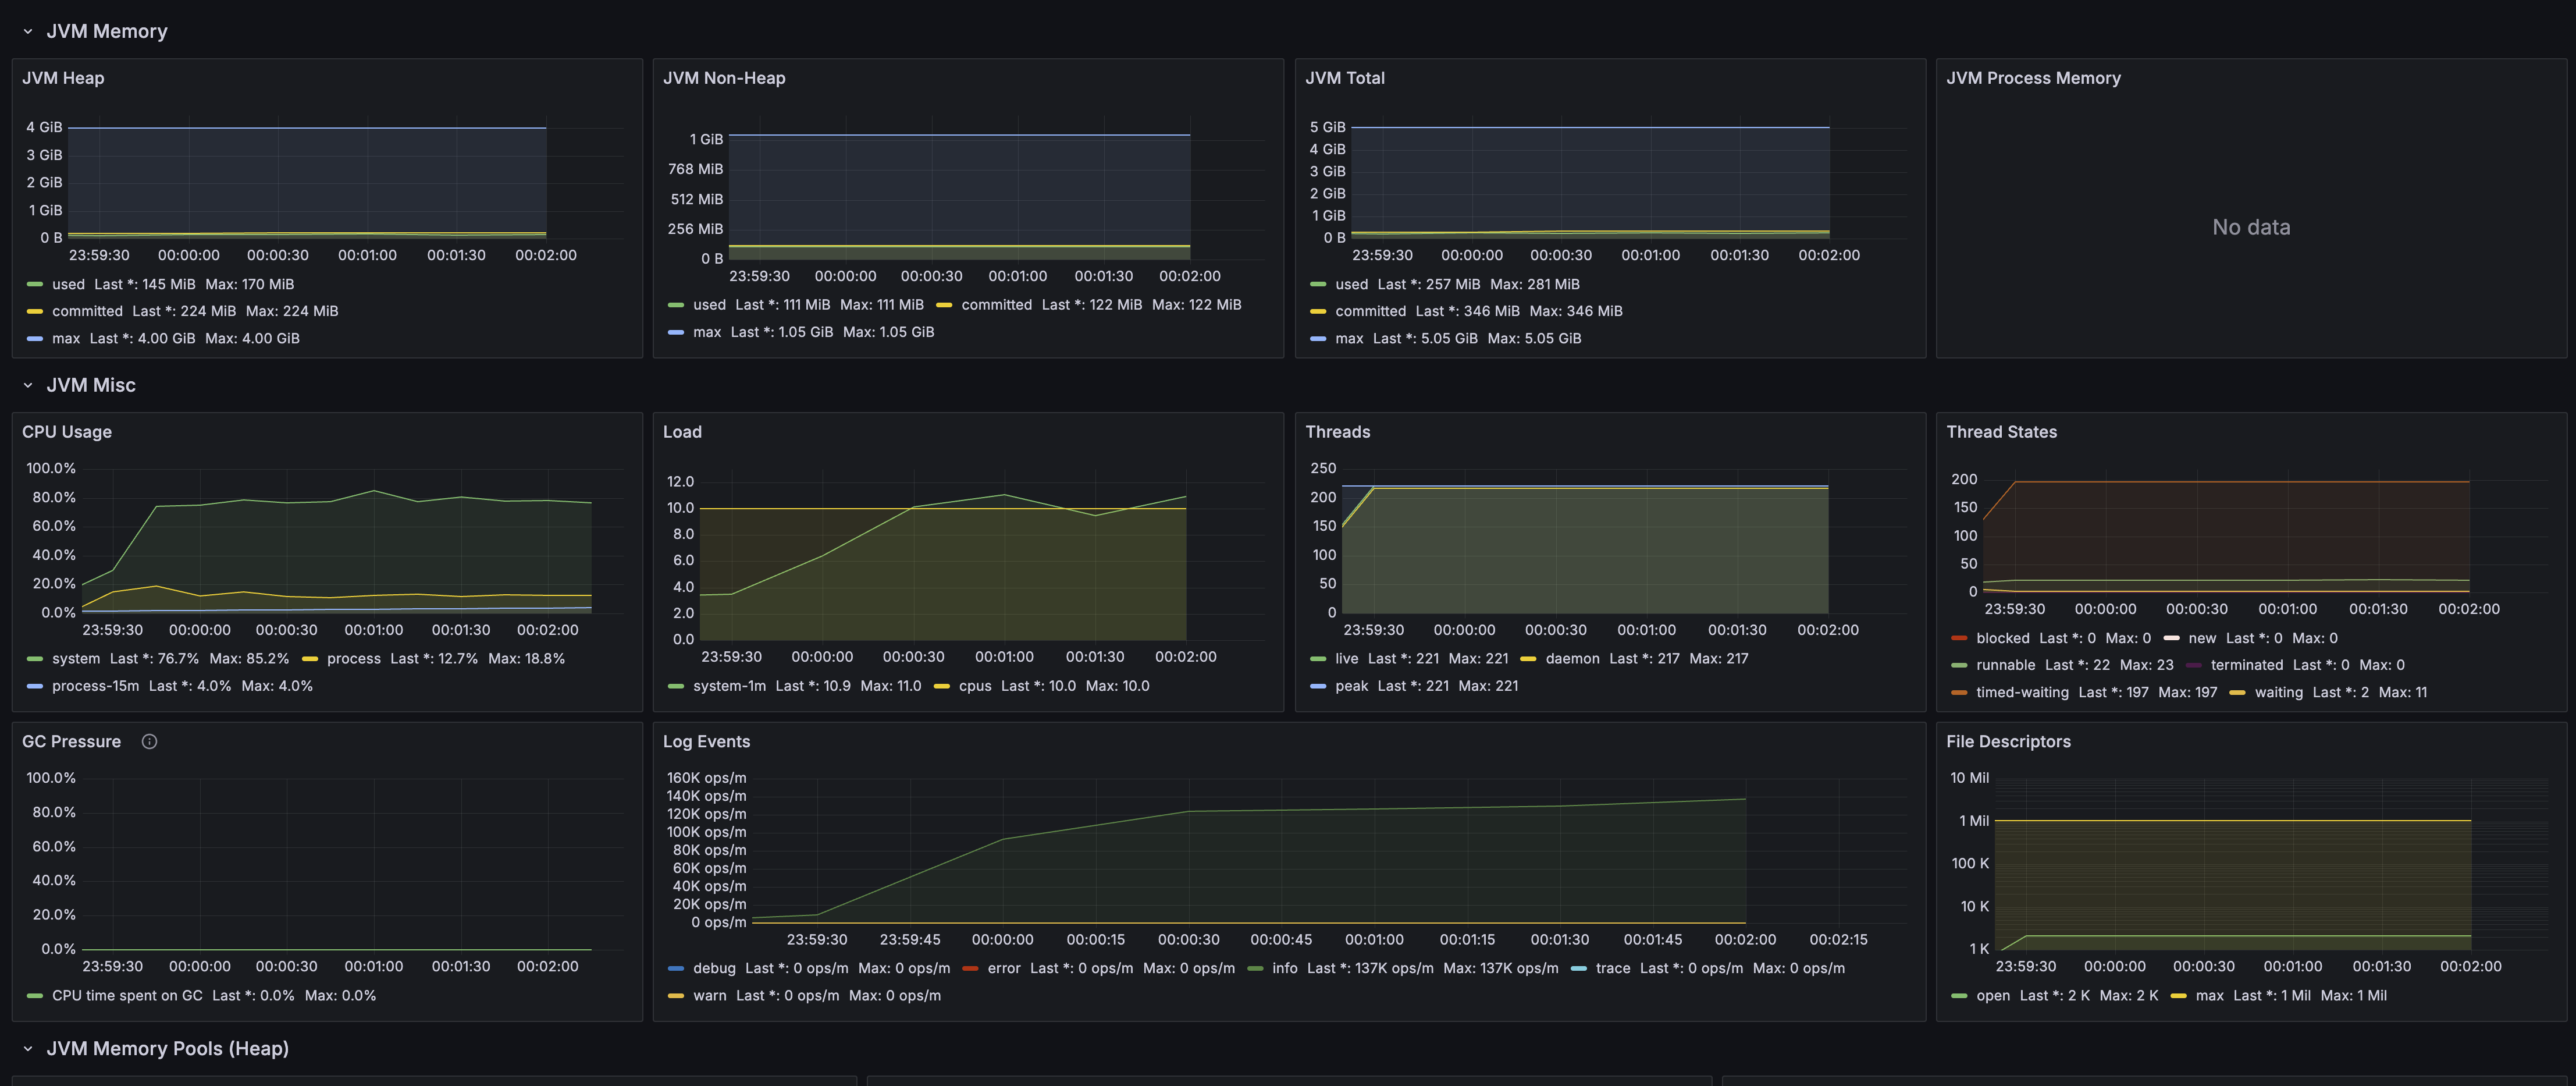 JVM Memory
JVM Heap
4 GiB
3 GiB
2 GiB
1 GiB
0 B
23:59:30 00:00:00 00:00:30 00:01:00 00:01:30 00:02:00
used Last *: 145 MiB Max: 170 MiB
committed Last *: 224 MiB Max: 224 MiB
max Last *: 4.00 GiB Max: 4.00 GiB
JVM Non-Heap
1 GiB
768 MiB
512 MiB
256 MiB
0 B
23:59:30 00:00:00 00:00:30 00:01:00 00:01:30 00:02:00
used Last *: 111 MiB Max: 111 MiB committed Last *: 122 MiB Max: 122 MiB
max Last *: 1.05 GiB Max: 1.05 GiB
JVM Total
5 GiB
4 GiB
3 GiB
2 GiB
1 GiB
0 B
23:59:30 00:00:00 00:00:30 00:01:00 00:01:30 00:02:00
used Last *: 257 MiB Max: 281 MiB
committed Last *: 346 MiB Max: 346 MiB
max Last *: 5.05 GiB Max: 5.05 GiB
JVM Process Memory
No data
JVM Misc
CPU Usage
100.0%
80.0%
60.0%
40.0%
20.0%
0.0%
23:59:30 00:00:00 00:00:30 00:01:00 00:01:30 00:02:00
system Last *: 76.7% Max: 85.2% process Last *: 12.7% Max: 18.8%
process-15m Last *: 4.0% Max: 4.0%
Load
12.0
10.0
8.0
6.0
4.0
2.0
0.0
23:59:30 00:00:00 00:00:30 00:01:00 00:01:30 00:02:00
system-1m Last *: 10.9 Max: 11.0 cpus Last *: 10.0 Max: 10.0
Threads
250
200
150
100
50
0
23:59:30 00:00:00 00:00:30 00:01:00 00:01:30 00:02:00
live Last *: 221 Max: 221 daemon Last *: 217 Max: 217
peak Last *: 221 Max: 221
Thread States
200
150
100
50
0
23:59:30 00:00:00 00:00:30 00:01:00 00:01:30 00:02:00
blocked Last *: 0 Max: 0 new Last *: 0 Max: 0
runnable Last *: 22 Max: 23 terminated Last *: 0 Max: 0
timed-waiting Last *: 197 Max: 197 waiting Last *: 2 Max: 11
GC Pressure
100.0%
80.0%
60.0%
40.0%
20.0%
0.0%
23:59:30 00:00:00 00:00:30 00:01:00 00:01:30 00:02:00
CPU time spent on GC Last *: 0.0% Max: 0.0%
Log Events
160K ops/m
140K ops/m
120K ops/m
100K ops/m
80K ops/m
60K ops/m
40K ops/m
20K ops/m
0 ops/m
23:59:30 23:59:45 00:00:00 00:00:15 00:00:30 00:00:45 00:01:00 00:01:15 00:01:30 00:01:45 00:02:00 00:02:15
debug Last *: 0 ops/m Max: 0 ops/m error Last *: 0 ops/m Max: 0 ops/m info Last *: 137K ops/m Max: 137K ops/m trace Last *: 0 ops/m Max: 0 ops/m
warn Last *: 0 ops/m Max: 0 ops/m
File Descriptors
10 Mil
1 Mil
100 K
10 K
1 K
23:59:30 00:00:00 00:00:30 00:01:00 00:01:30 00:02:00
open Last *: 2 K Max: 2 K max Last *: 1 Mil Max: 1 Mil
JVM Memory Pools (Heap)